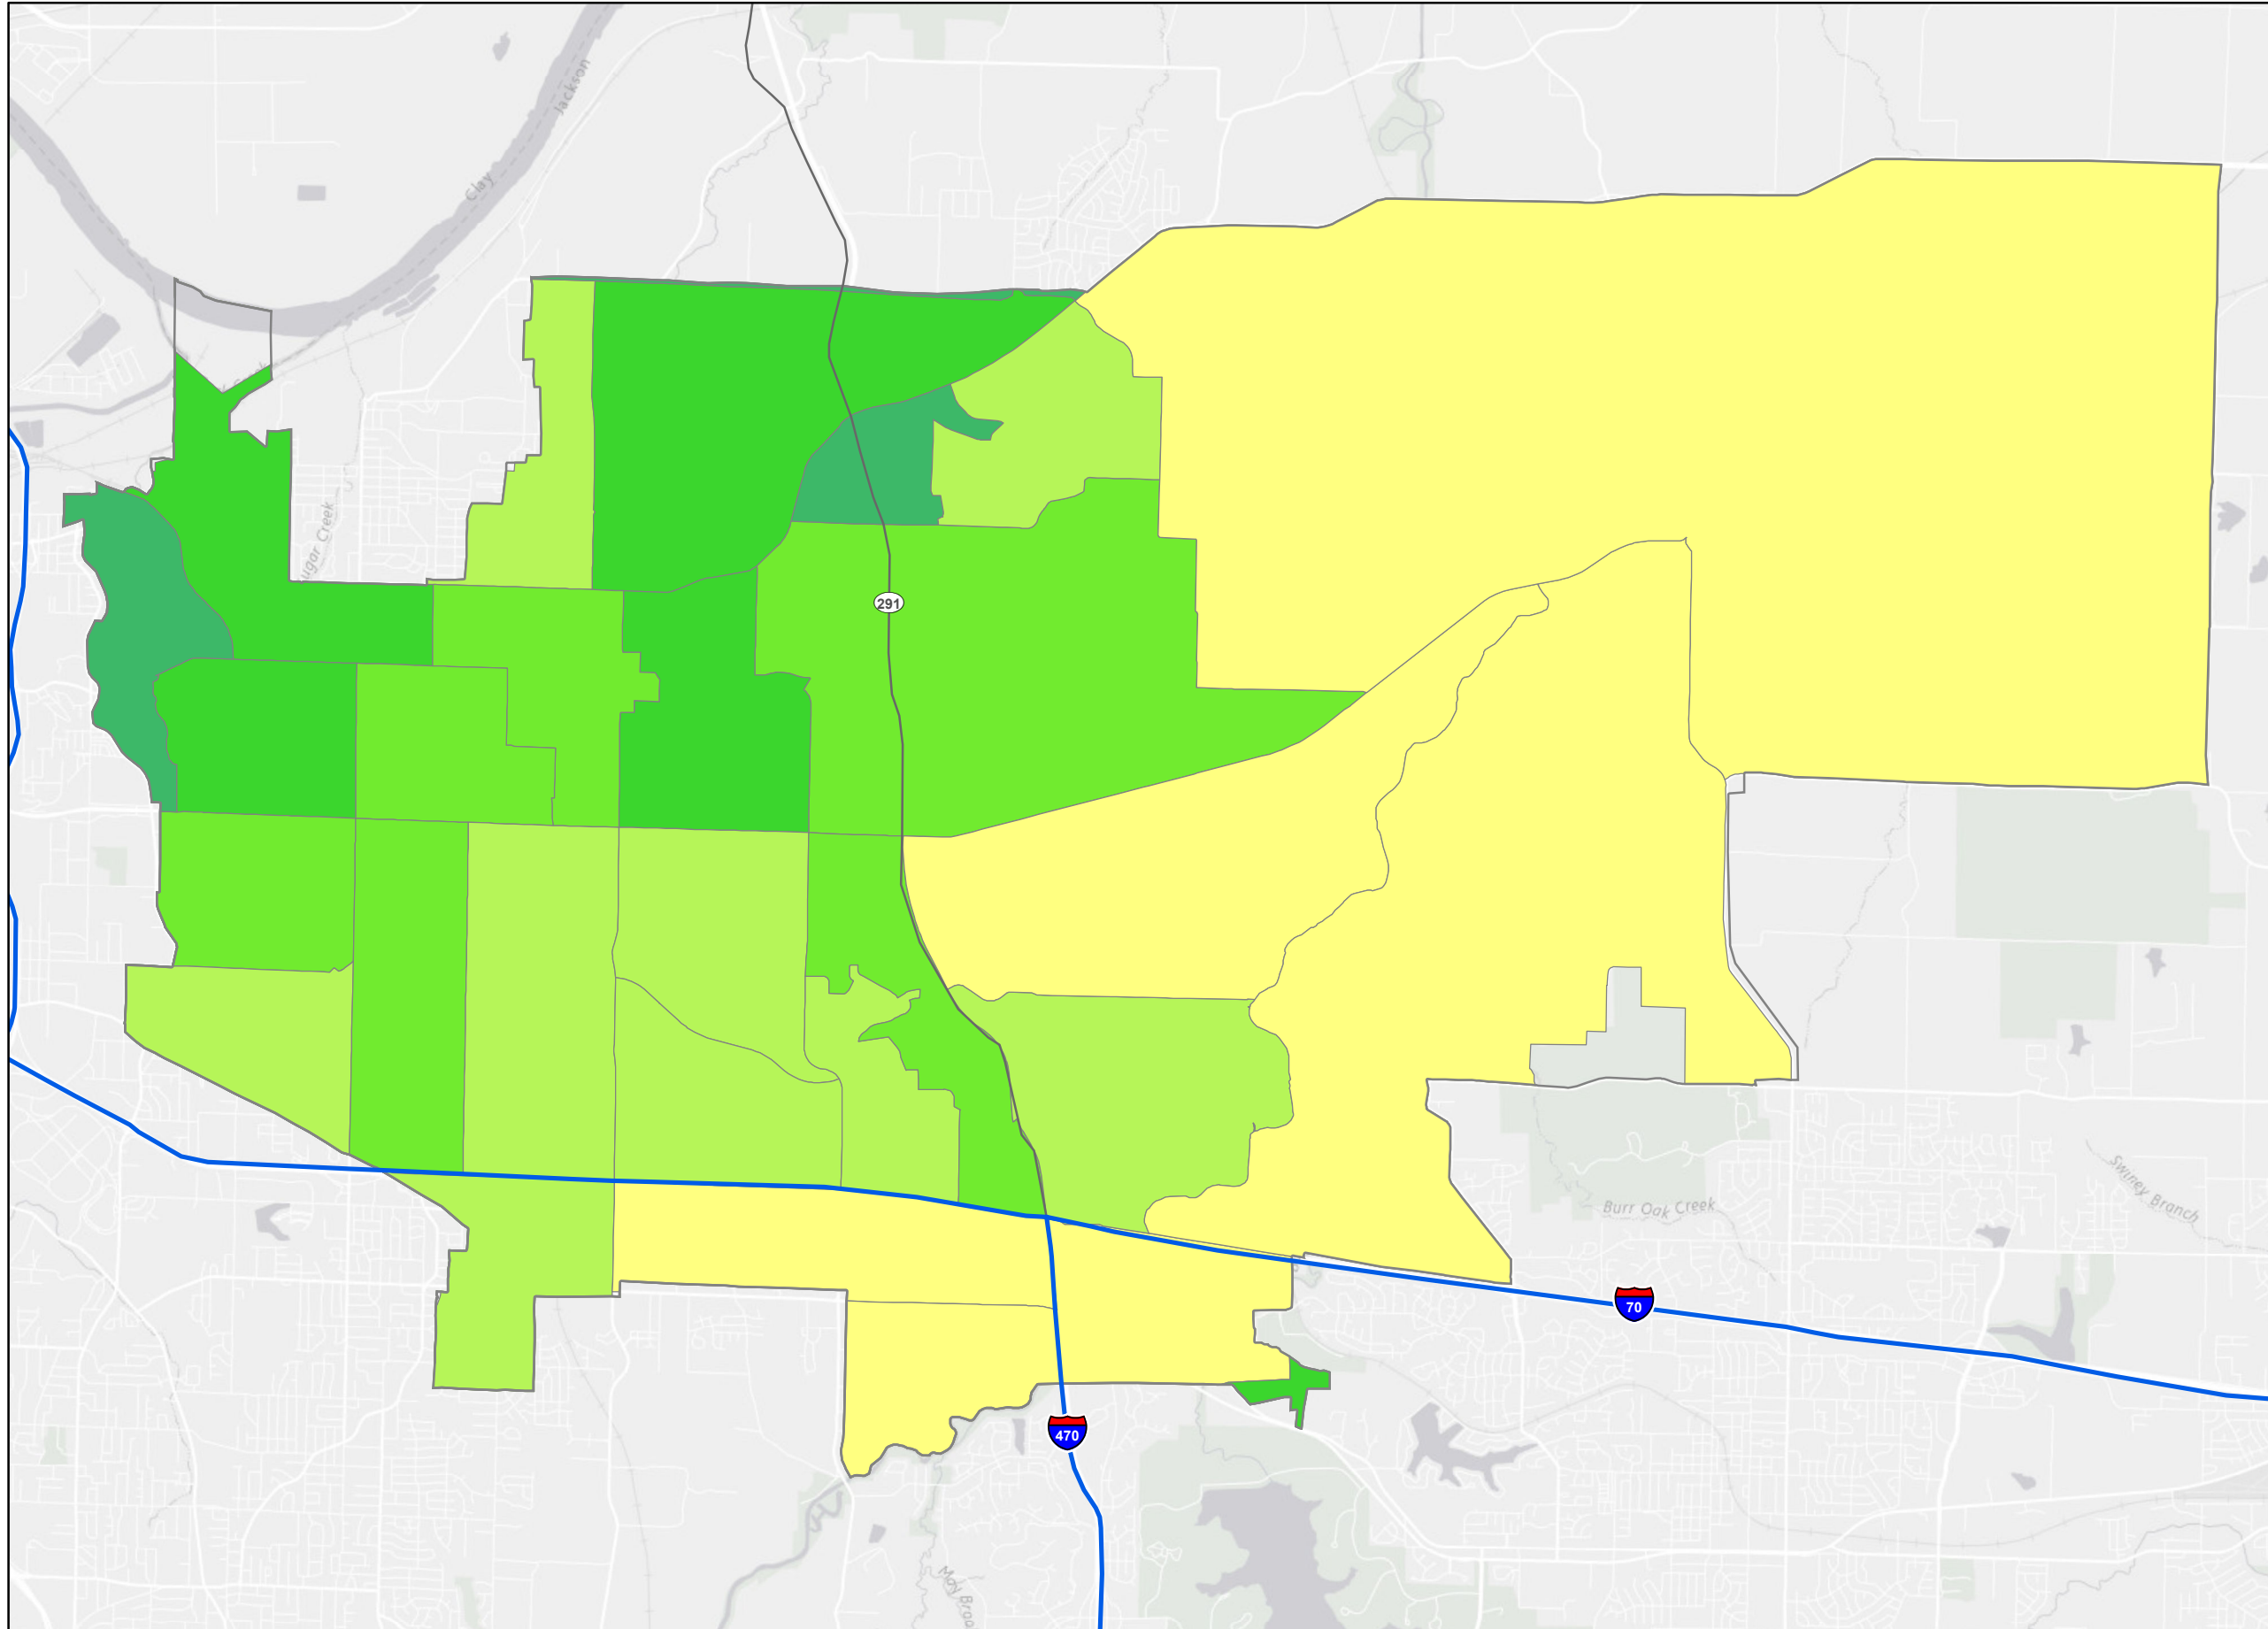 Jackson
Clay
Sugar Creek
291
Swiney Branch
Burr Oak Creek
70
470